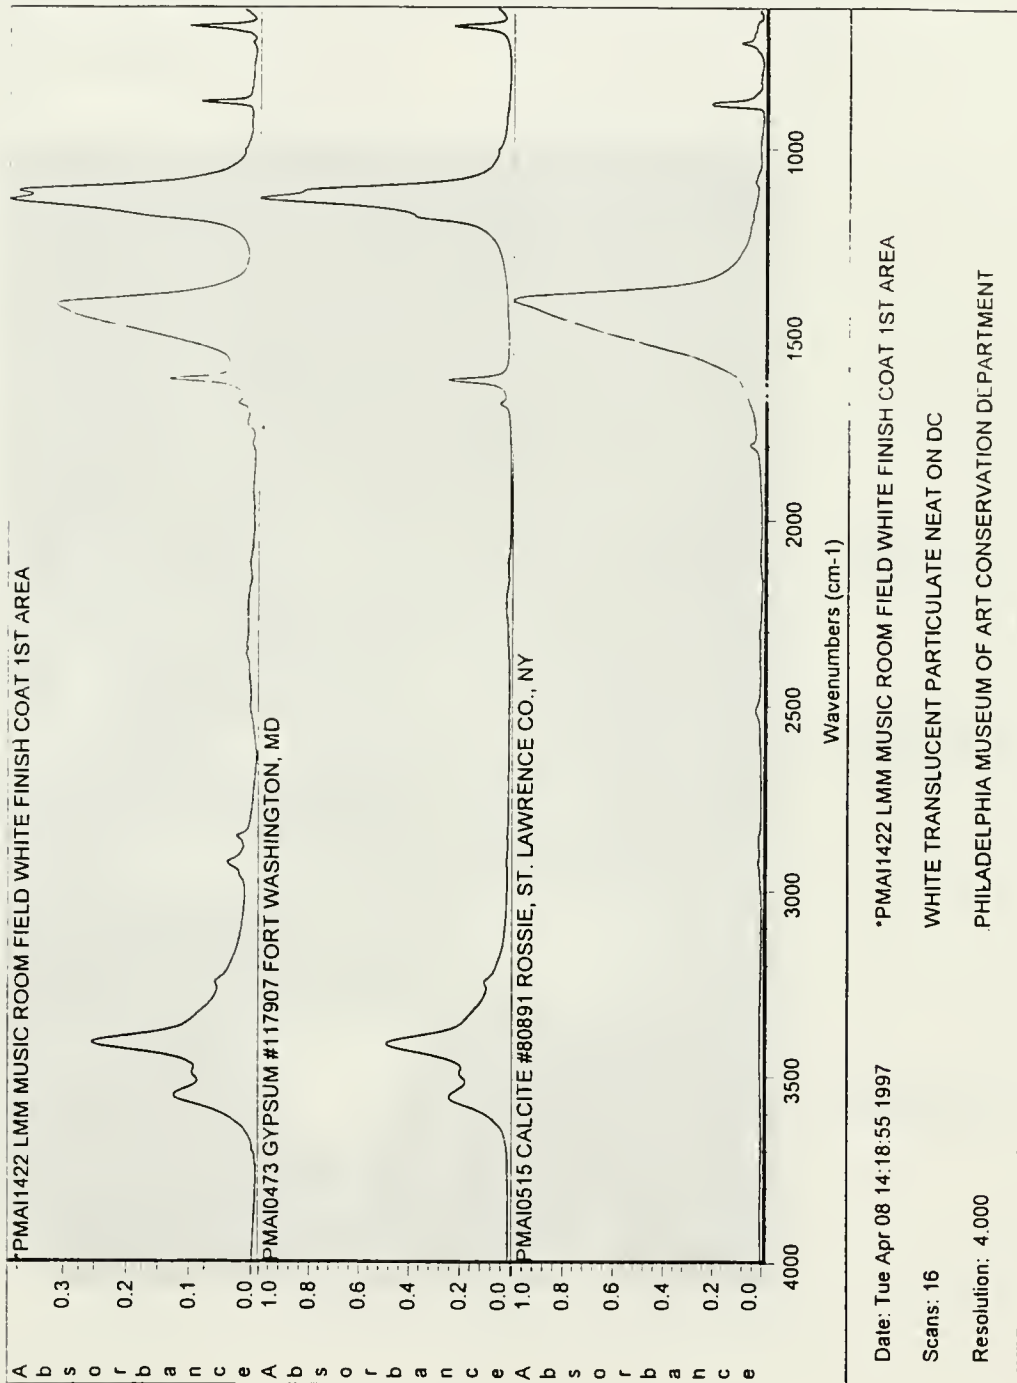 Absorbance
0.3
0.2
0.1
0.0
*PMAI1422 LMM MUSIC ROOM FIELD WHITE FINISH COAT 1ST AREA
Absorbance
1.0
0.8
0.6
0.4
0.2
0.0
PMAI0473 GYPSUM #117907 FORT WASHINGTON, MD
Absorbance
1.0
0.8
0.6
0.4
0.2
0.0
PMAI0515 CALCITE #80891 ROSSIE, ST. LAWRENCE CO., NY
4000 3500 3000 2500 2000 1500 1000
Wavenumbers (cm-1)
Date: Tue Apr 08 14:18:55 1997 *PMAI1422 LMM MUSIC ROOM FIELD WHITE FINISH COAT 1ST AREA
Scans: 16 WHITE TRANSLUCENT PARTICULATE NEAT ON DC
Resolution: 4.000 PHILADELPHIA MUSEUM OF ART CONSERVATION DEPARTMENT